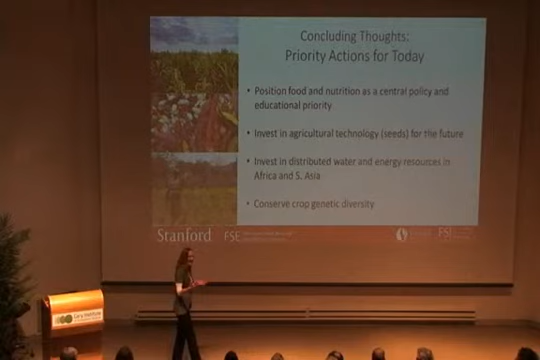 Concluding Thoughts:
Priority Actions for Today
• Position food and nutrition as a central policy and
educational priority
• Invest in agricultural technology (seeds) for the future
• Invest in distributed water and energy resources in
Africa and S. Asia
• Conserve crop genetic diversity
Stanford FSE FSI
Cary Institute